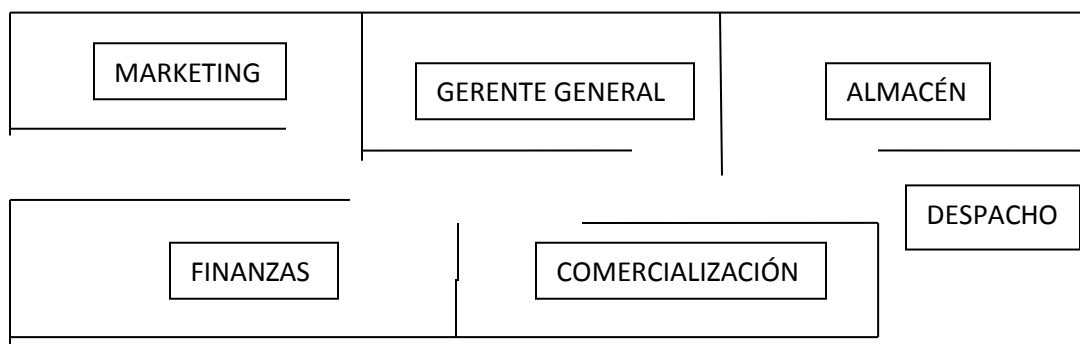 MARKETING
GERENTE GENERAL
ALMACÉN
DESPACHO
FINANZAS
COMERCIALIZACIÓN